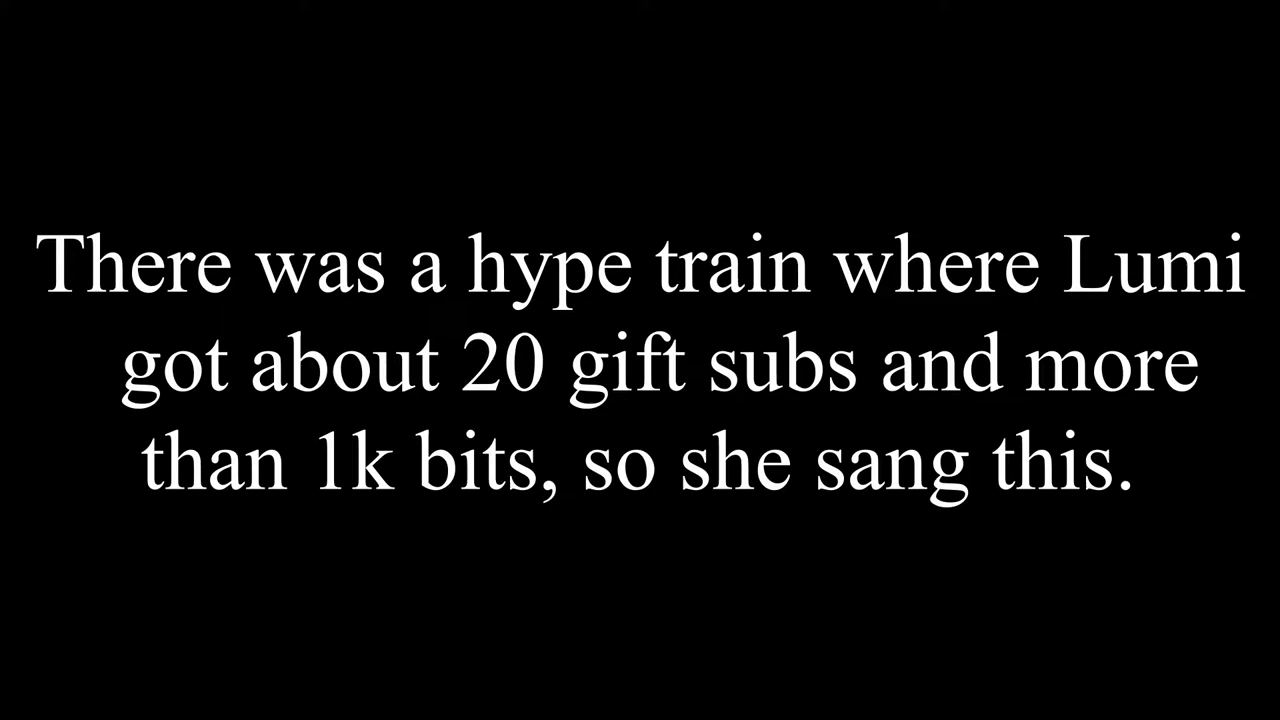 There was a hype train where Lumi
got about 20 gift subs and more
than 1k bits, so she sang this.